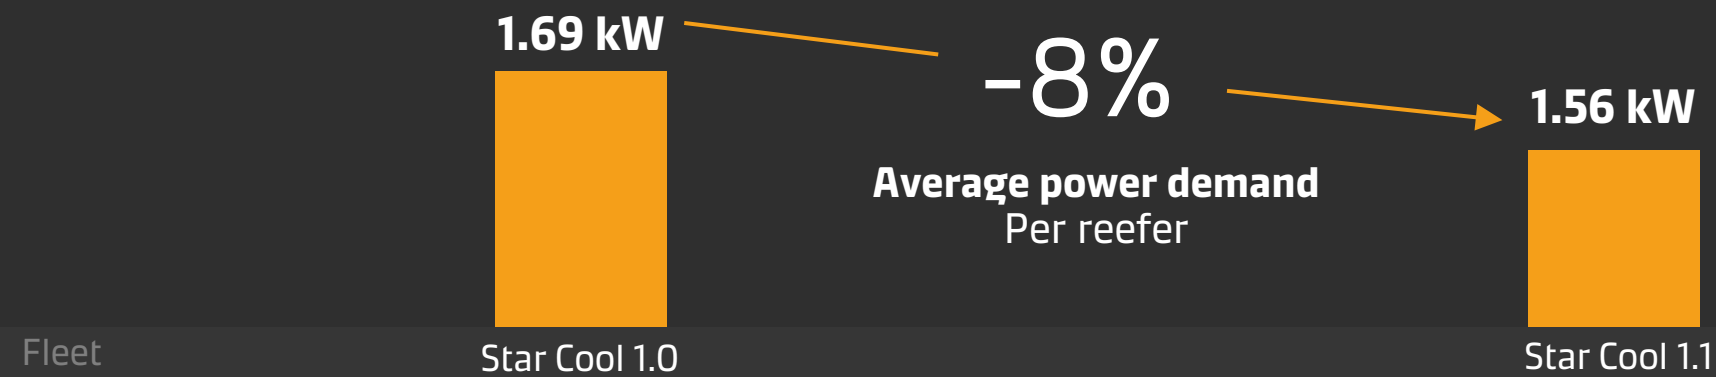 1.69 kW
-8%
1.56 kW
Average power demand
Per reefer
Fleet
Star Cool 1.0
Star Cool 1.1